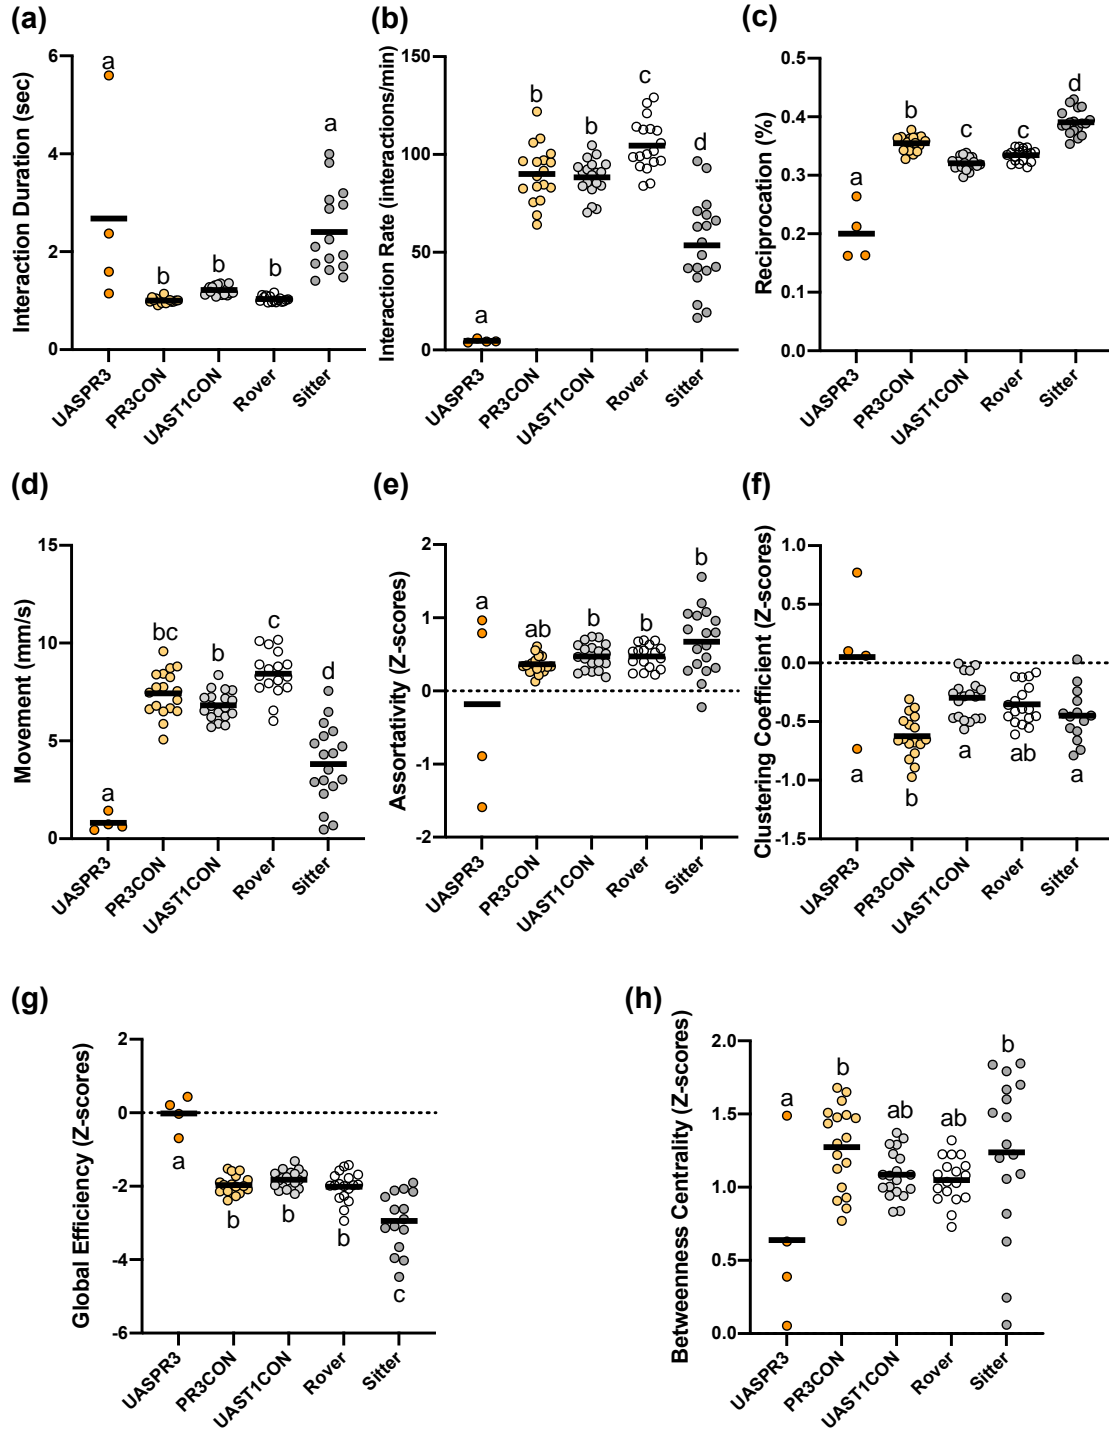 (a)
Interaction Duration (sec)
6
4
2
0
a
b
b
b
a
UASPR3
PR3CON
UAST1CON
Rover
Sitter
(b)
Interaction Rate (interactions/min)
150
100
50
0
a
b
b
c
d
UASPR3
PR3CON
UAST1CON
Rover
Sitter
(c)
Reciprocation (%)
0.5
0.4
0.3
0.2
0.1
0.0
a
b
c
c
d
UASPR3
PR3CON
UAST1CON
Rover
Sitter
(d)
Movement (mm/s)
15
10
5
0
a
bc
b
c
d
UASPR3
PR3CON
UAST1CON
Rover
Sitter
(e)
Assortativity (Z-scores)
2
1
0
-1
-2
a
ab
b
b
b
UASPR3
PR3CON
UAST1CON
Rover
Sitter
(f)
Clustering Coefficient (Z-scores)
1.0
0.5
0.0
-0.5
-1.0
-1.5
a
b
a
ab
a
UASPR3
PR3CON
UAST1CON
Rover
Sitter
(g)
Global Efficiency (Z-scores)
2
0
-2
-4
-6
a
b
b
b
c
UASPR3
PR3CON
UAST1CON
Rover
Sitter
(h)
Betweenness Centrality (Z-scores)
2.0
1.5
1.0
0.5
0.0
a
b
ab
ab
b
UASPR3
PR3CON
UAST1CON
Rover
Sitter